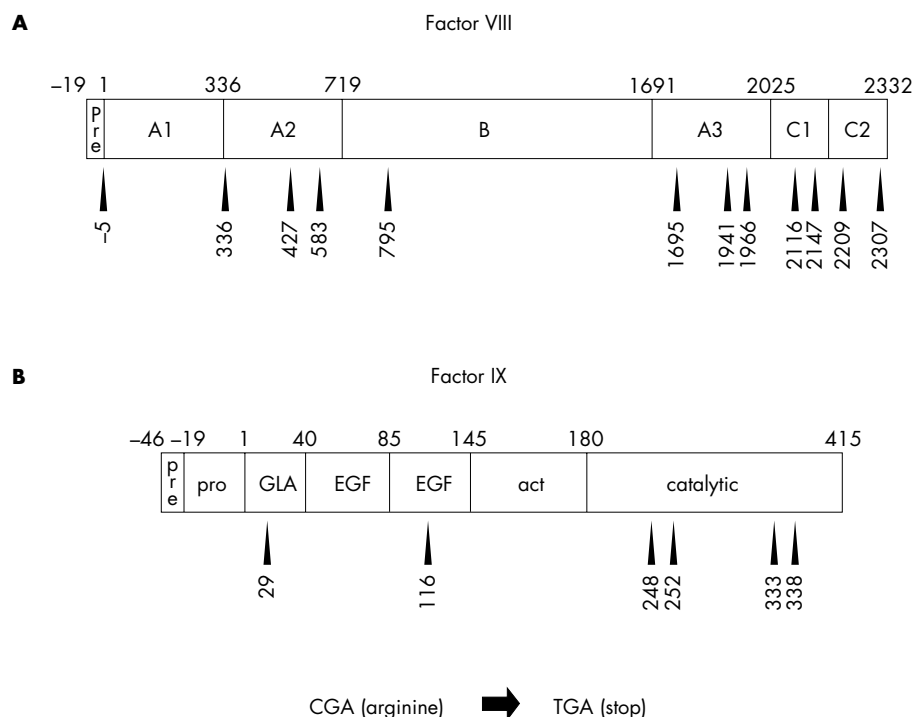 A Factor VIII
–19 1 336 719 1691 2025 2332
Pre A1 A2 B A3 C1 C2
–5 336 427 583 795 1695 1941 1966 2116 2147 2209 2307
B Factor IX
–46 –19 1 40 85 145 180 415
pre pro GLA EGF EGF act catalytic
29 116 248 252 333 338
CGA (arginine) TGA (stop)